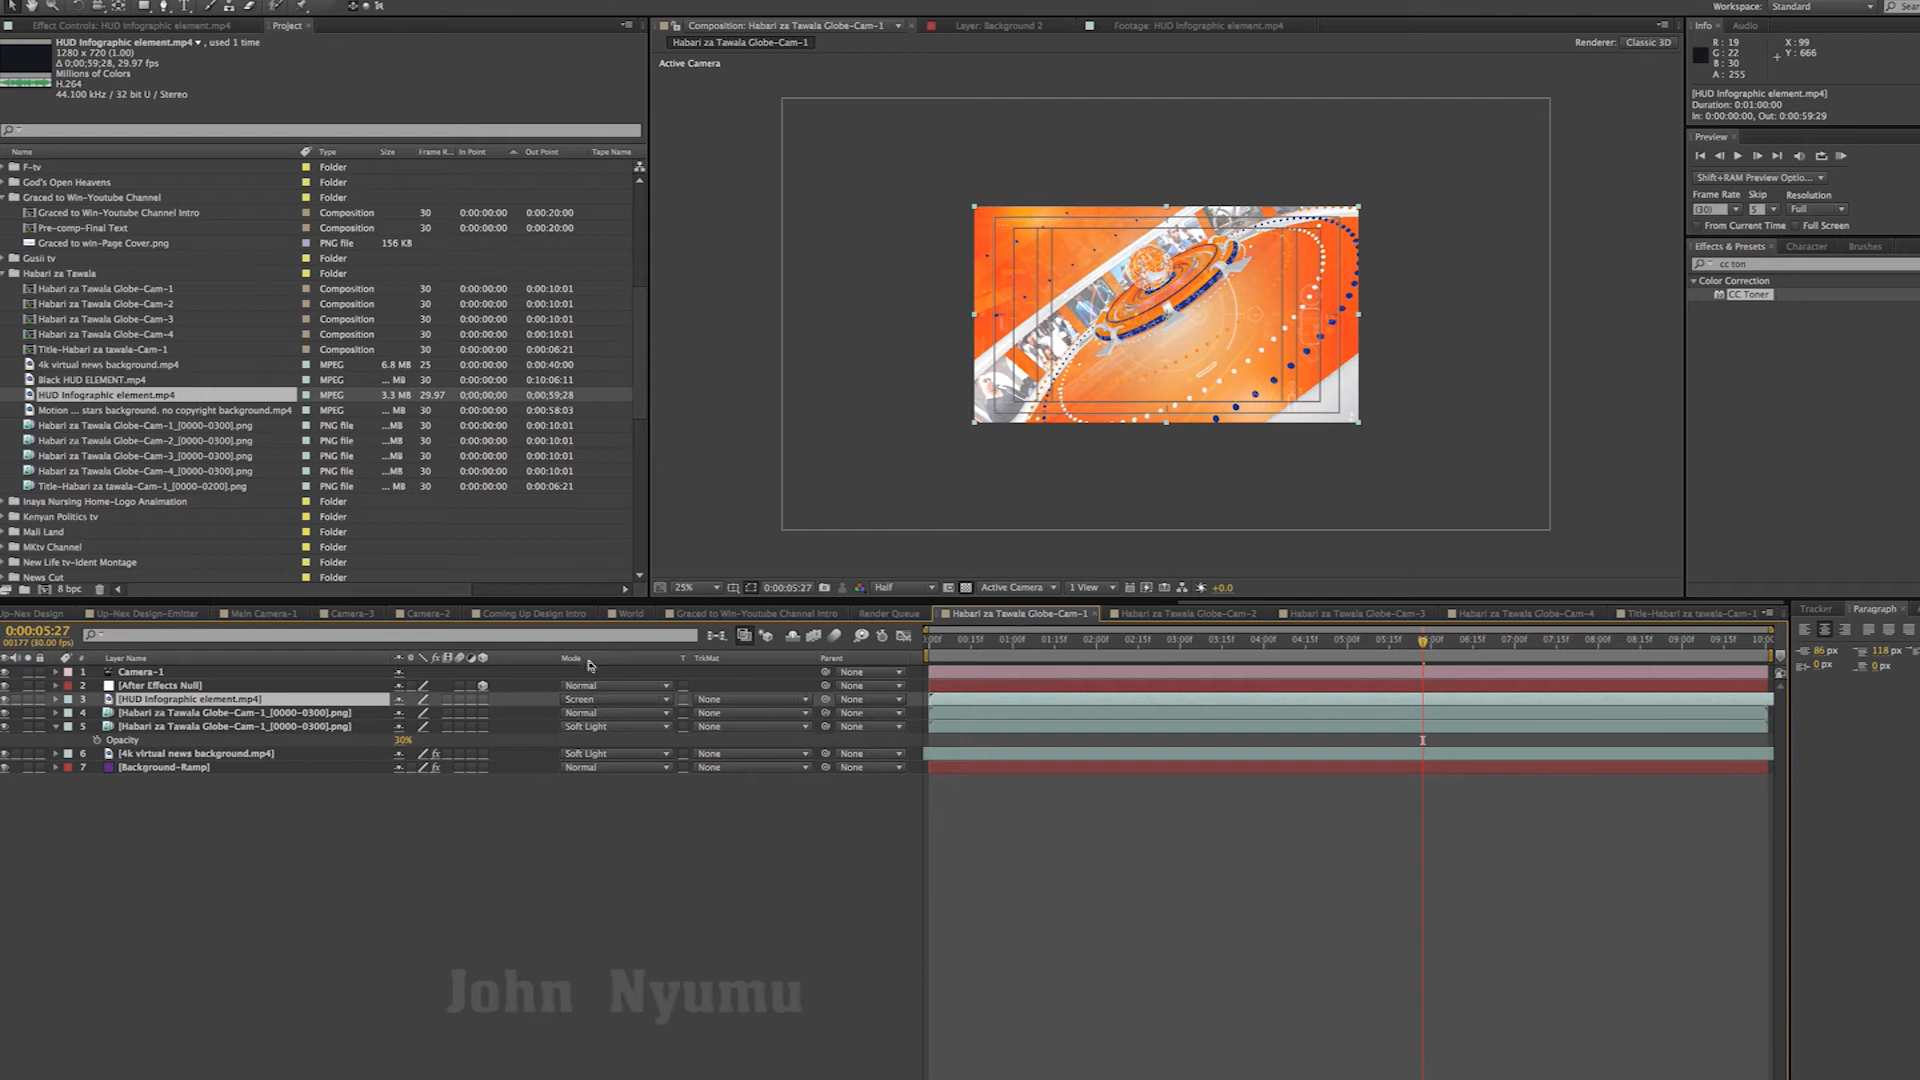 Workspace: Standard
Effect Controls: HUD Infographic element.mp4 Project
HUD Infographic element.mp4 , used 1 time
1280 x 720 (1.00)
Δ 0;00;59;28, 29.97 fps
Millions of Colors
H.264
44.100 kHz / 32 bit U / Stereo
Name Type Size Frame R... In Point Out Point Tape Name
F-tv Folder
God's Open Heavens Folder
Graced to Win-Youtube Channel Folder
Graced to Win-Youtube Channel Intro Composition 30 0:00:00:00 0:00:20:00
Pre-comp-Final Text Composition 30 0:00:00:00 0:00:20:00
Graced to win-Page Cover.png PNG file 156 KB
Gusii tv Folder
Habari za Tawala Folder
Habari za Tawala Globe-Cam-1 Composition 30 0:00:00:00 0:00:10:01
Habari za Tawala Globe-Cam-2 Composition 30 0:00:00:00 0:00:10:01
Habari za Tawala Globe-Cam-3 Composition 30 0:00:00:00 0:00:10:01
Habari za Tawala Globe-Cam-4 Composition 30 0:00:00:00 0:00:10:01
Title-Habari za tawala-Cam-1 Composition 30 0:00:00:00 0:00:06:21
4k virtual news background.mp4 MPEG 6.8 MB 25 0:00:00:00 0:00:40:00
Black HUD ELEMENT.mp4 MPEG ... MB 30 0:00:00:00 0:10:06:11
HUD Infographic element.mp4 MPEG 3.3 MB 29.97 0;00;00;00 0;00;59;28
Motion ... stars background. no copyright background.mp4 MPEG ... MB 30 0:00:00:00 0:00:58:03
Habari za Tawala Globe-Cam-1_[0000-0300].png PNG file ... MB 30 0:00:00:00 0:00:10:01
Habari za Tawala Globe-Cam-2_[0000-0300].png PNG file ... MB 30 0:00:00:00 0:00:10:01
Habari za Tawala Globe-Cam-3_[0000-0300].png PNG file ... MB 30 0:00:00:00 0:00:10:01
Habari za Tawala Globe-Cam-4_[0000-0300].png PNG file ... MB 30 0:00:00:00 0:00:10:01
Title-Habari za tawala-Cam-1_[0000-0200].png PNG file ... MB 30 0:00:00:00 0:00:06:21
Inaya Nursing Home-Logo Anaimation Folder
Kenyan Politics tv Folder
Mali Land Folder
MKtv Channel Folder
New Life tv-Ident Montage Folder
News Cut Folder
8 bpc
Composition: Habari za Tawala Globe-Cam-1 Layer: Background 2 Footage: HUD Infographic element.mp4
Habari za Tawala Globe-Cam-1 Renderer: Classic 3D
Active Camera
25% 0:00:05:27 Half Active Camera 1 View +0.0
Info Audio
R: 19 X: 99
G: 22 Y: 666
B: 30
A: 255
[HUD Infographic element.mp4]
Duration: 0:01:00:00
In: 0:00:00:00, Out: 0:00:59:29
Preview
Shift+RAM Preview Optio...
Frame Rate Skip Resolution
(30) 5 Full
From Current Time Full Screen
Effects & Presets Character Brushes
cc ton
Color Correction
CC Toner
Up-Nex Design Up-Nex Design-Emitter Main Camera-1 Camera-3 Camera-2 Coming Up Design Intro World Graced to Win-Youtube Channel Intro Render Queue Habari za Tawala Globe-Cam-1 Habari za Tawala Globe-Cam-2 Habari za Tawala Globe-Cam-3 Habari za Tawala Globe-Cam-4 Title-Habari za tawala-Cam-1
Tracker Paragraph
0:00:05:27
00177 (30.00 fps)
:00f 00:15f 01:00f 01:15f 02:00f 02:15f 03:00f 03:15f 04:00f 04:15f 05:00f 05:15f 06:00f 06:15f 07:00f 07:15f 08:00f 08:15f 09:00f 09:15f 10:00
86 px 118 px
0 px 0 px
# Layer Name Mode T TrkMat Parent
1 Camera-1 None
2 [After Effects Null] Normal None
3 [HUD Infographic element.mp4] Screen None None
4 [Habari za Tawala Globe-Cam-1_[0000-0300].png] Normal None None
5 [Habari za Tawala Globe-Cam-1_[0000-0300].png] Soft Light None None
Opacity 30%
6 [4k virtual news background.mp4] Soft Light None None
7 [Background-Ramp] Normal None None
John Nyumu